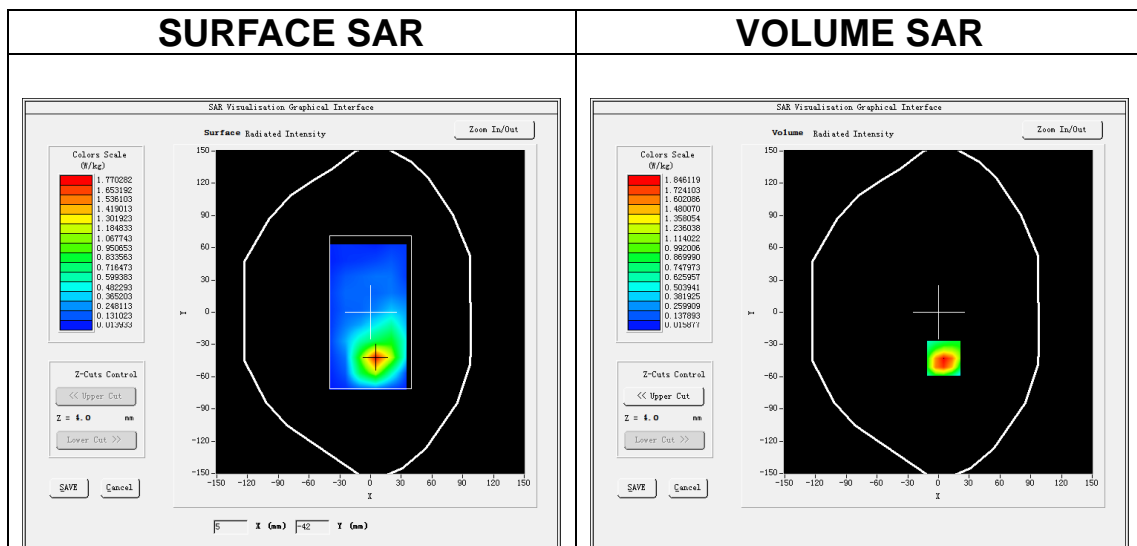 SURFACE SAR
VOLUME SAR
SAR Visualisation Graphical Interface
Surface Radiated Intensity
Zoom In/Out
Colors Scale
(W/kg)
1.770282
1.653192
1.536103
1.419013
1.301923
1.184833
1.067743
0.950653
0.833563
0.716473
0.599383
0.482293
0.365203
0.248113
0.131023
0.013933
150
120
90
60
30
0
-30
-60
-90
-120
-150
Y
-150 -120 -90 -60 -30 0 30 60 90 120 150
X
Z-Cuts Control
<< Upper Cut
Z = 4.0 mm
Lower Cut >>
SAVE Cancel
5 X (mm) -42 Y (mm)
SAR Visualisation Graphical Interface
Volume Radiated Intensity
Zoom In/Out
Colors Scale
(W/kg)
1.846119
1.724103
1.602086
1.480070
1.358054
1.236038
1.114022
0.992006
0.869990
0.747973
0.625957
0.503941
0.381925
0.259909
0.137893
0.015877
150
120
90
60
30
0
-30
-60
-90
-120
-150
Y
-150 -120 -90 -60 -30 0 30 60 90 120 150
X
Z-Cuts Control
<< Upper Cut
Z = 4.0 mm
Lower Cut >>
SAVE Cancel